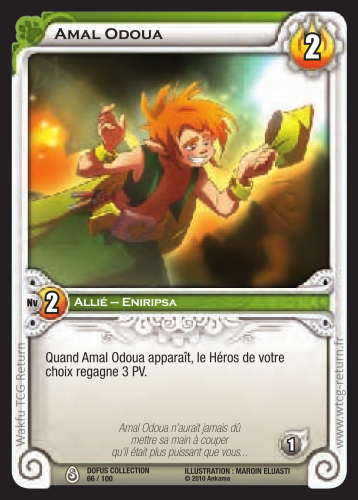 AMAL ODOUA
2
Nv 2 ALLIÉ – ENIRIPSA
Quand Amal Odoua apparaît, le Héros de votre
choix regagne 3 PV.
Amal Odoua n'aurait jamais dû
mettre sa main à couper
qu'il était plus puissant que vous...
1
DOFUS COLLECTION
66 / 100
ILLUSTRATION : MAROIN ELUASTI
© 2010 Ankama
Wakfu TCG Return
www.wtcg-return.fr